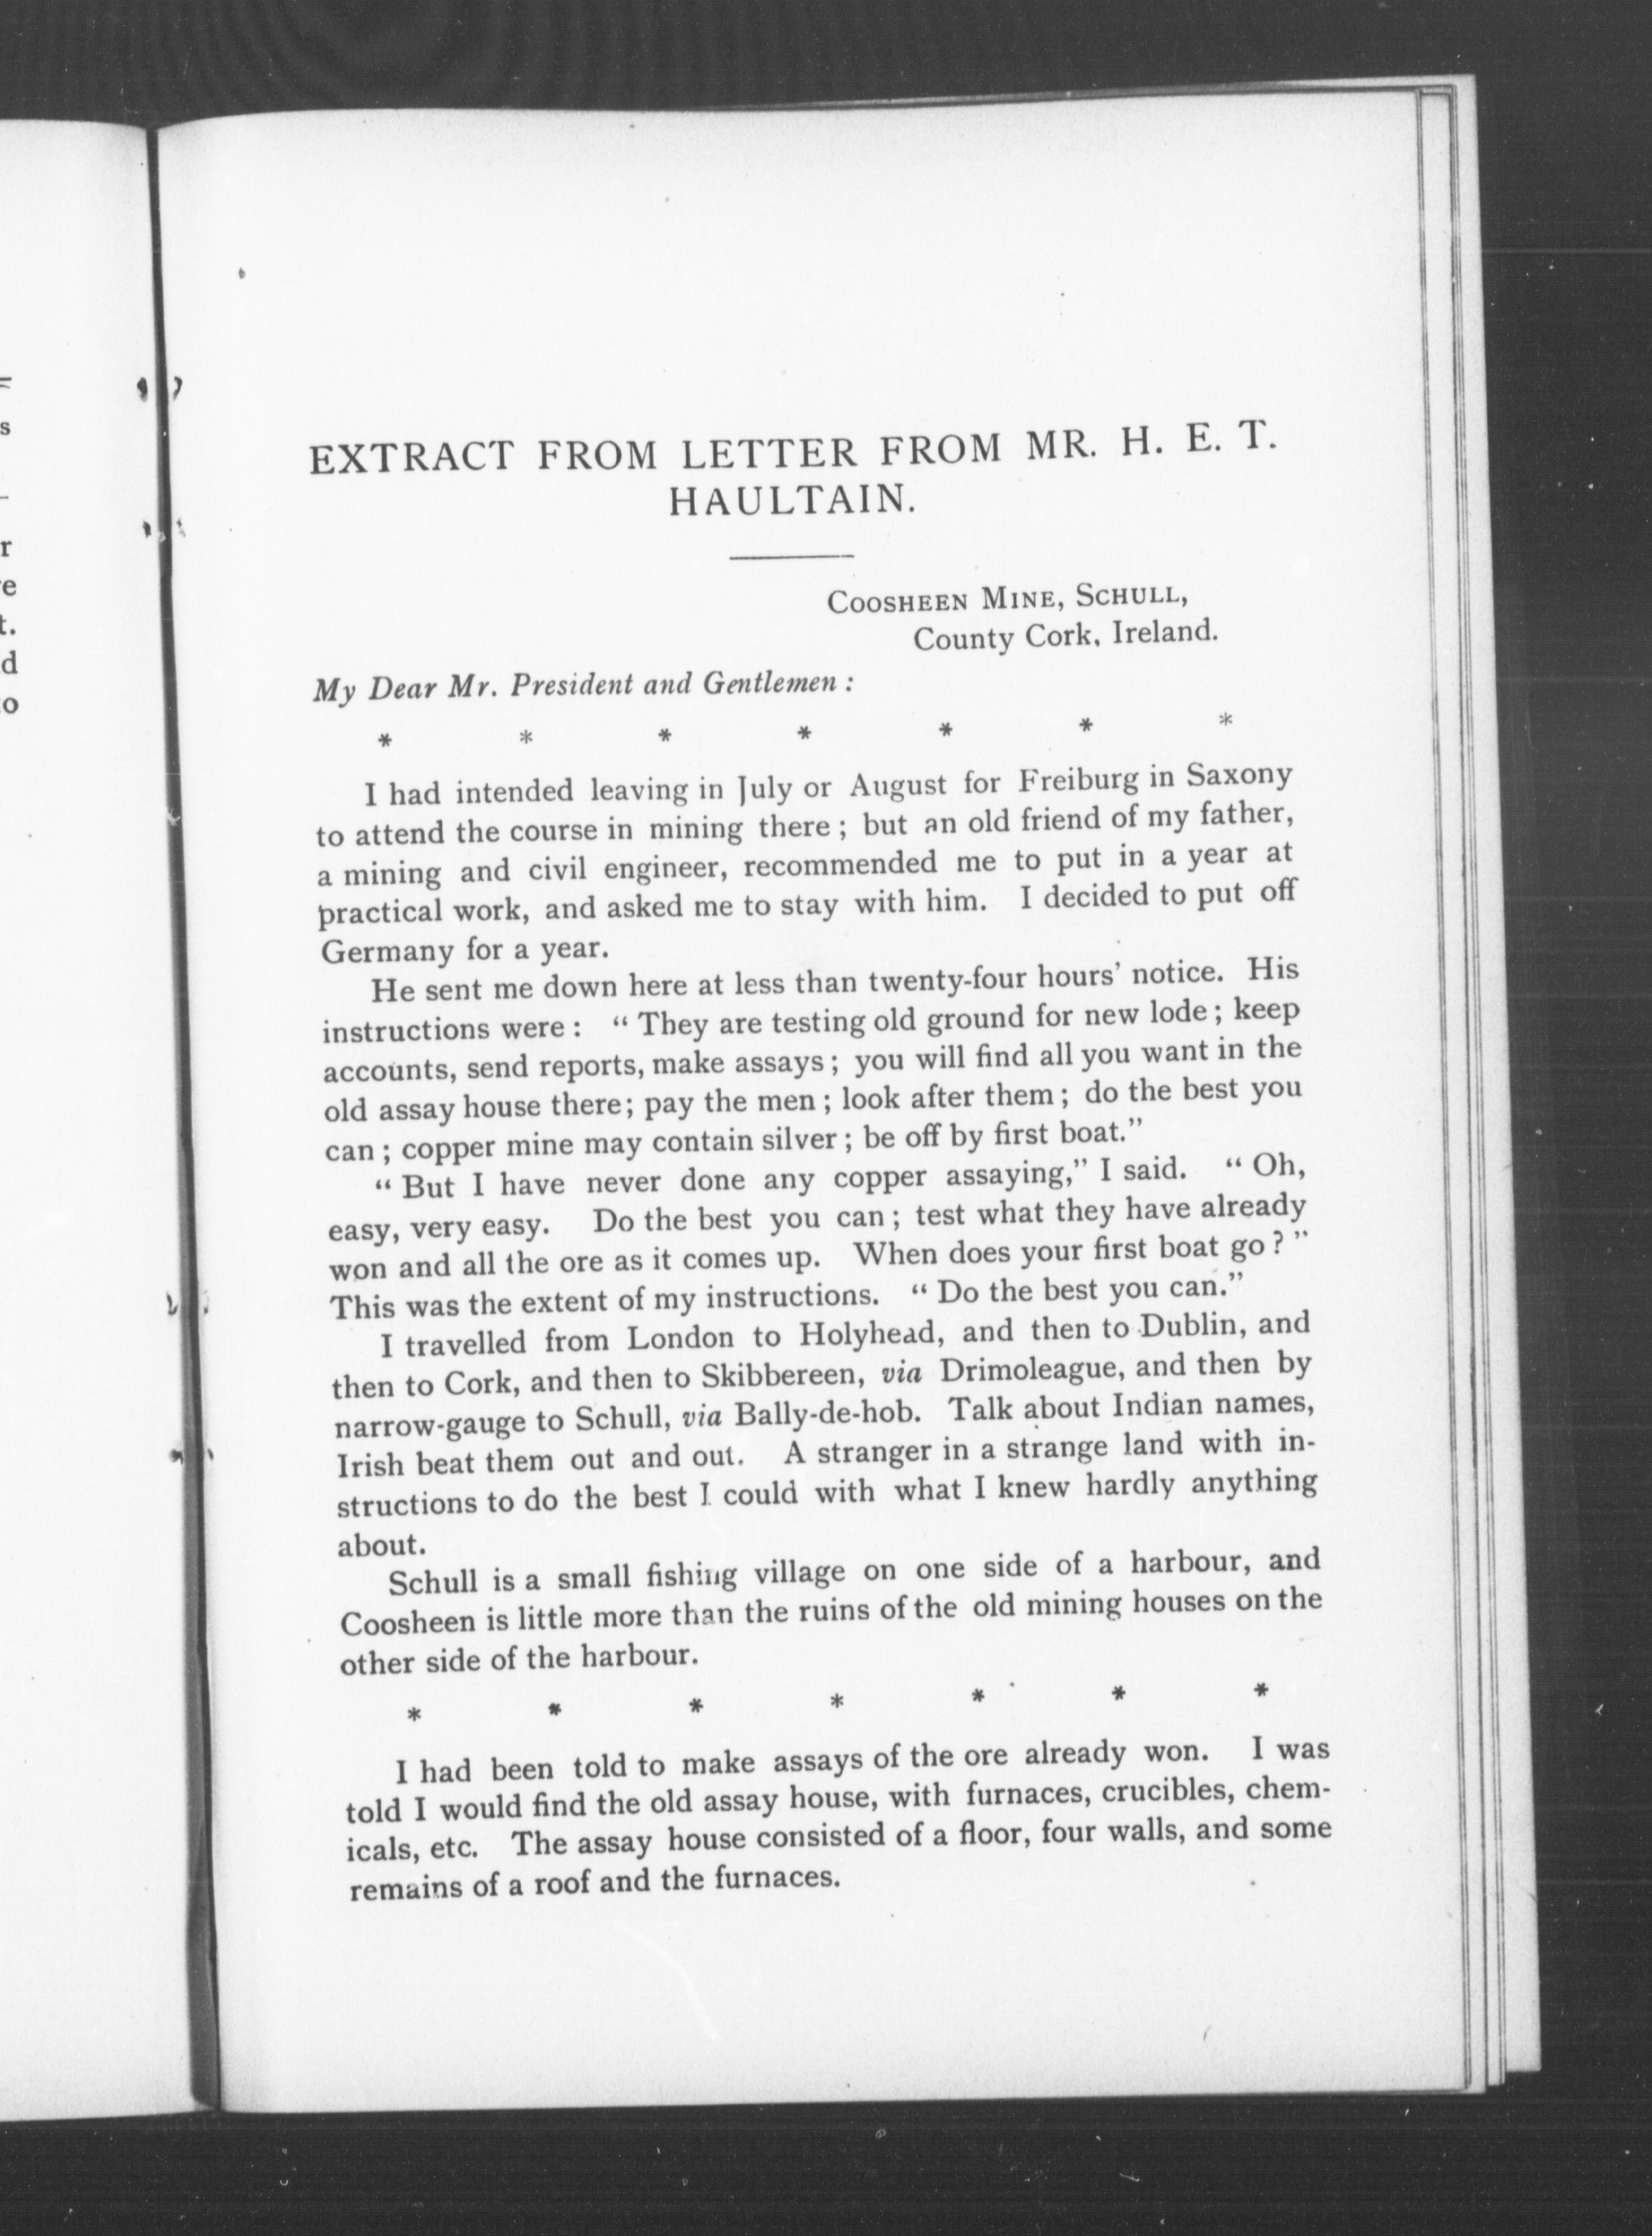 s
r
e
t.
d
to
EXTRACT FROM LETTER FROM MR. H. E. T.
HAULTAIN.
COOSHEEN MINE, SCHULL,
County Cork, Ireland.
My Dear Mr. President and Gentlemen :
* * * * * * *
I had intended leaving in July or August for Freiburg in Saxony
to attend the course in mining there ; but an old friend of my father,
a mining and civil engineer, recommended me to put in a year at
practical work, and asked me to stay with him. I decided to put off
Germany for a year.
He sent me down here at less than twenty-four hours' notice. His
instructions were : “ They are testing old ground for new lode ; keep
accounts, send reports, make assays ; you will find all you want in the
old assay house there; pay the men ; look after them ; do the best you
can ; copper mine may contain silver ; be off by first boat.”
“ But I have never done any copper assaying,” I said. “ Oh,
easy, very easy. Do the best you can ; test what they have already
won and all the ore as it comes up. When does your first boat go ? ”
This was the extent of my instructions. “ Do the best you can.”
I travelled from London to Holyhead, and then to Dublin, and
then to Cork, and then to Skibbereen, via Drimoleague, and then by
narrow-gauge to Schull, via Bally-de-hob. Talk about Indian names,
Irish beat them out and out. A stranger in a strange land with in-
structions to do the best I could with what I knew hardly anything
about.
Schull is a small fishing village on one side of a harbour, and
Coosheen is little more than the ruins of the old mining houses on the
other side of the harbour.
* * * * * * *
I had been told to make assays of the ore already won. I was
told I would find the old assay house, with furnaces, crucibles, chem-
icals, etc. The assay house consisted of a floor, four walls, and some
remains of a roof and the furnaces.